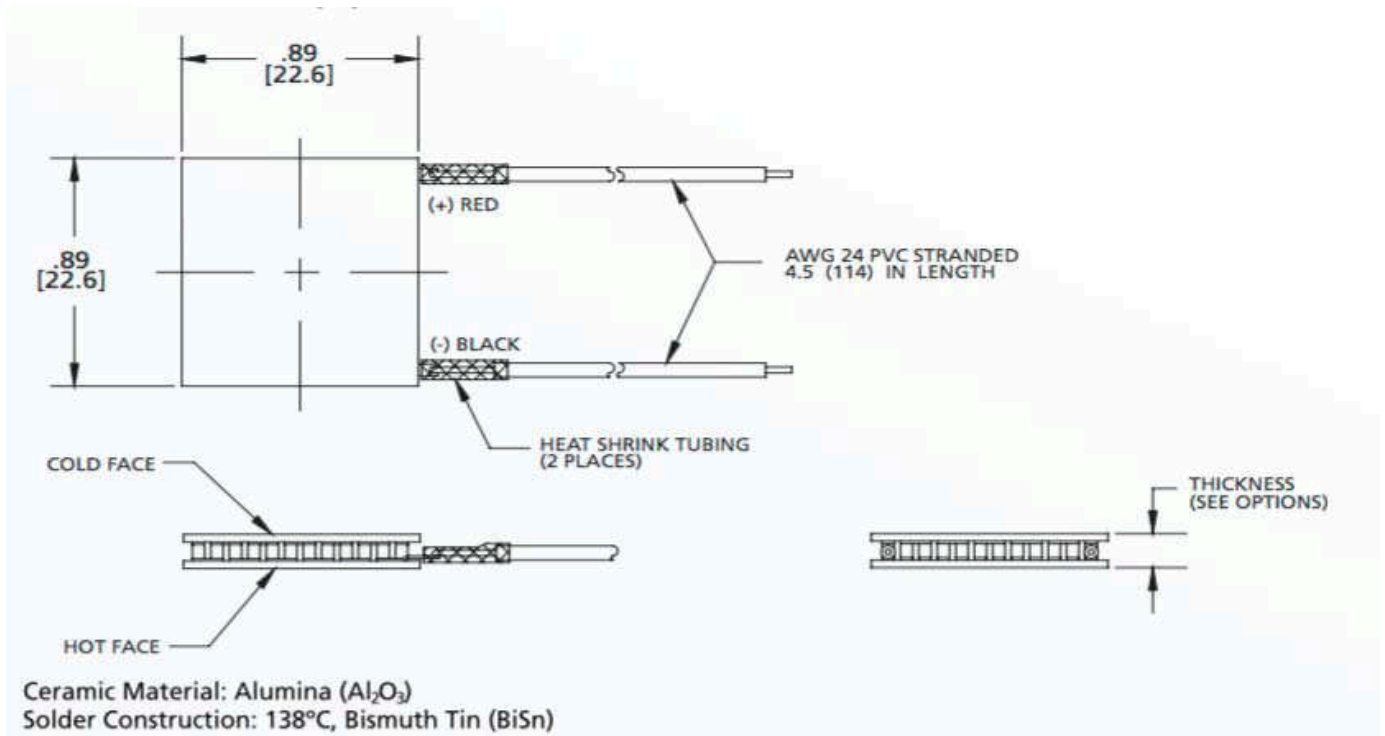 .89
[22.6]
(+) RED
.89
[22.6]
AWG 24 PVC STRANDED
4.5 (114) IN LENGTH
(-) BLACK
HEAT SHRINK TUBING
(2 PLACES)
COLD FACE
THICKNESS
(SEE OPTIONS)
HOT FACE
Ceramic Material: Alumina (Al₂O₃)
Solder Construction: 138°C, Bismuth Tin (BiSn)